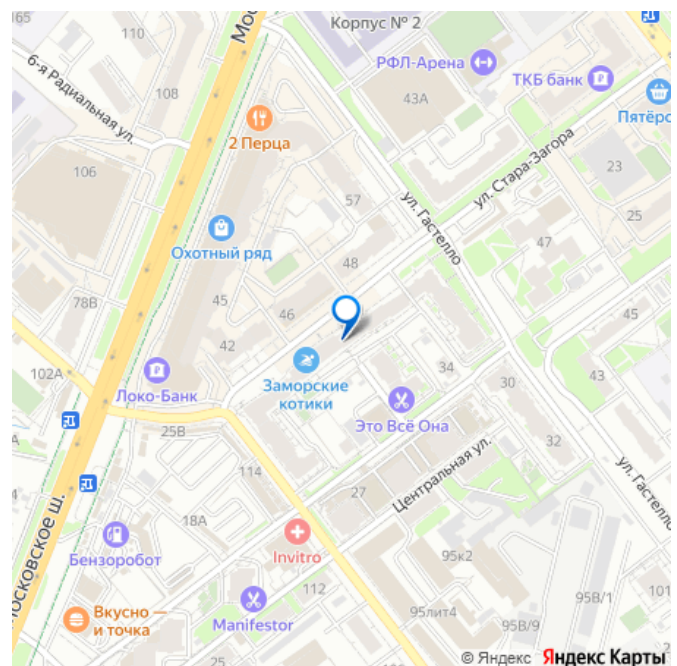 165
110
Корпус № 2
РФЛ-Арена
ТКБ банк
43А
6-я Радиальная ул.
108
2 Перца
Пятёро
ул. Стара-Загора
23
106
57
ул. Гастелло
25
47
Охотный ряд
48
45
46
78В
45
42
34
102А
Локо-Банк
Заморские
котики
30
43
Это Всё Она
25В
32
114
Центральная ул.
ул. Гастелло
27
18А
Московское ш.
Бензоробот
Invitro
95к2
112
101
95В/1
Вкусно —
и точка
Manifestor
95лит4
95В/9
25
© Яндекс Яндекс Карты